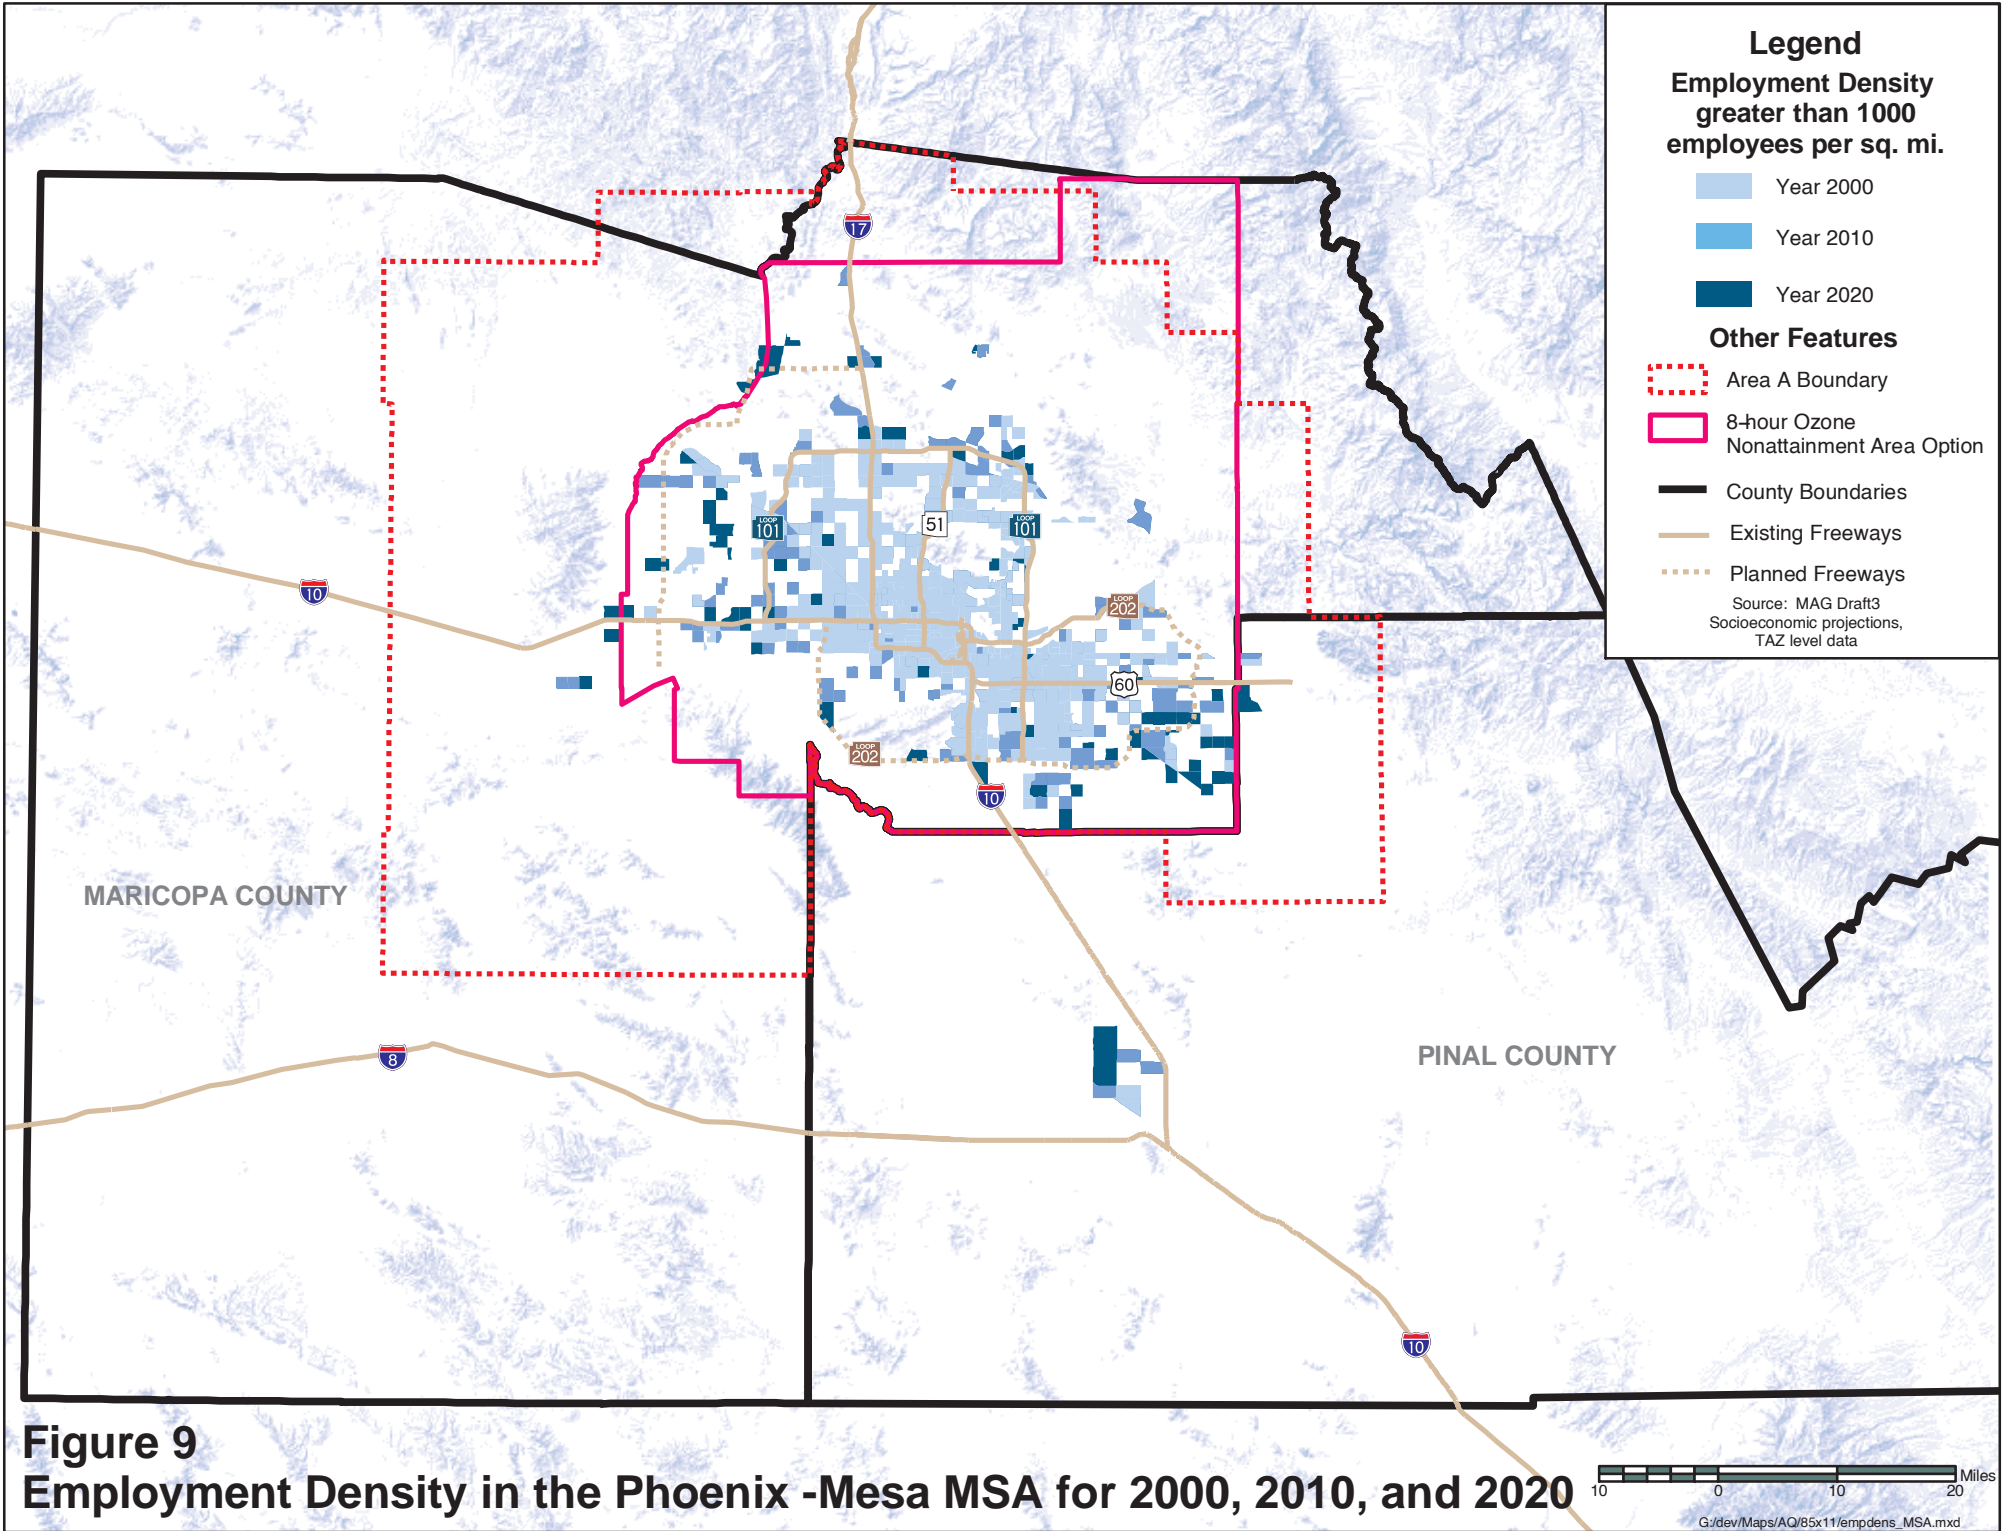 Legend
Employment Density
greater than 1000
employees per sq. mi.
Year 2000
Year 2010
Year 2020
Other Features
Area A Boundary
8-hour Ozone
Nonattainment Area Option
County Boundaries
Existing Freeways
Planned Freeways
Source: MAG Draft3
Socioeconomic projections,
TAZ level data
17
LOOP
101
51
LOOP
101
10
LOOP
202
60
LOOP
202
10
MARICOPA COUNTY
8
PINAL COUNTY
10
Figure 9
Employment Density in the Phoenix -Mesa MSA for 2000, 2010, and 2020
Miles
10 0 10 20
G:/dev/Maps/AQ/85x11/empdens_MSA.mxd